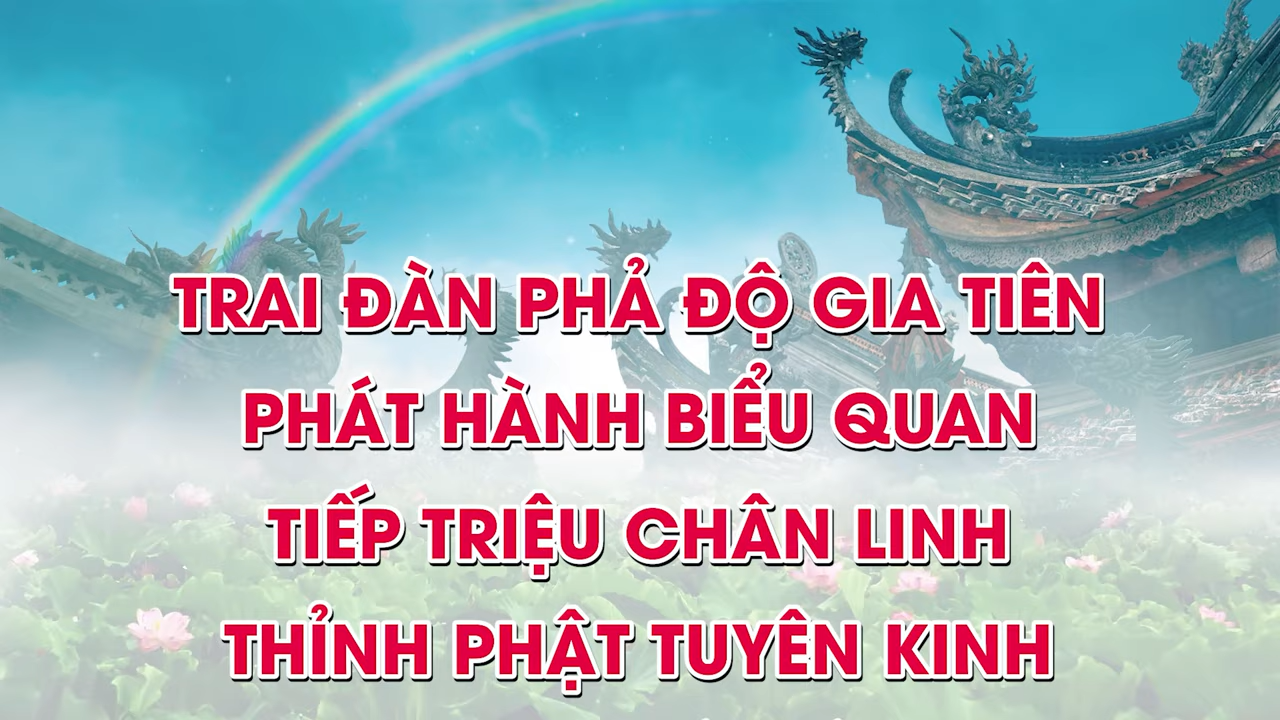 TRAI ĐÀN PHẢ ĐỘ GIA TIÊN
PHÁT HÀNH BIỂU QUAN
TIẾP TRIỆU CHÂN LINH
THỈNH PHẬT TUYÊN KINH